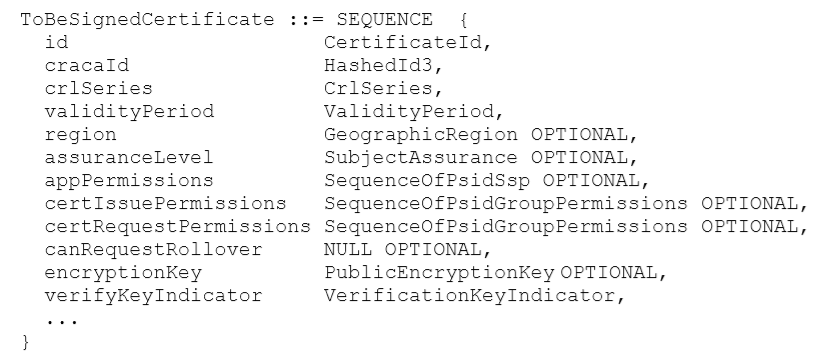 ToBeSignedCertificate ::= SEQUENCE  {
  id                     CertificateId,
  cracaId                HashedId3,
  crlSeries              CrlSeries,
  validityPeriod         ValidityPeriod,
  region                 GeographicRegion OPTIONAL,
  assuranceLevel         SubjectAssurance OPTIONAL,
  appPermissions         SequenceOfPsidSsp OPTIONAL,
  certIssuePermissions   SequenceOfPsidGroupPermissions OPTIONAL,
  certRequestPermissions SequenceOfPsidGroupPermissions OPTIONAL,
  canRequestRollover     NULL OPTIONAL,
  encryptionKey          PublicEncryptionKey OPTIONAL,
  verifyKeyIndicator     VerificationKeyIndicator,
  ...
}